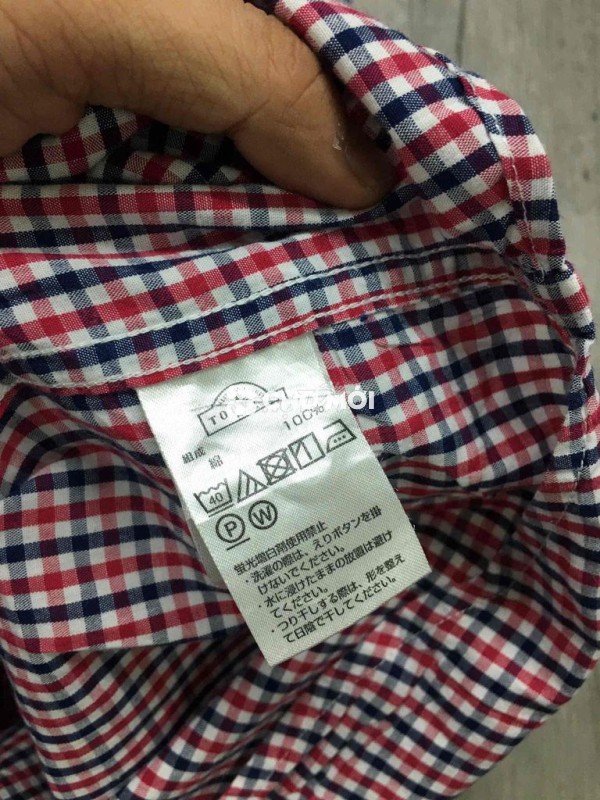 組成 綿 100%
40
P W
蛍光増白剤使用禁止
・洗濯の際は、えりボタンを掛
けないでください。
・水に浸けたままの放置は避け
てください。
・つり干しする際は、形を整え
て日陰で干してください。